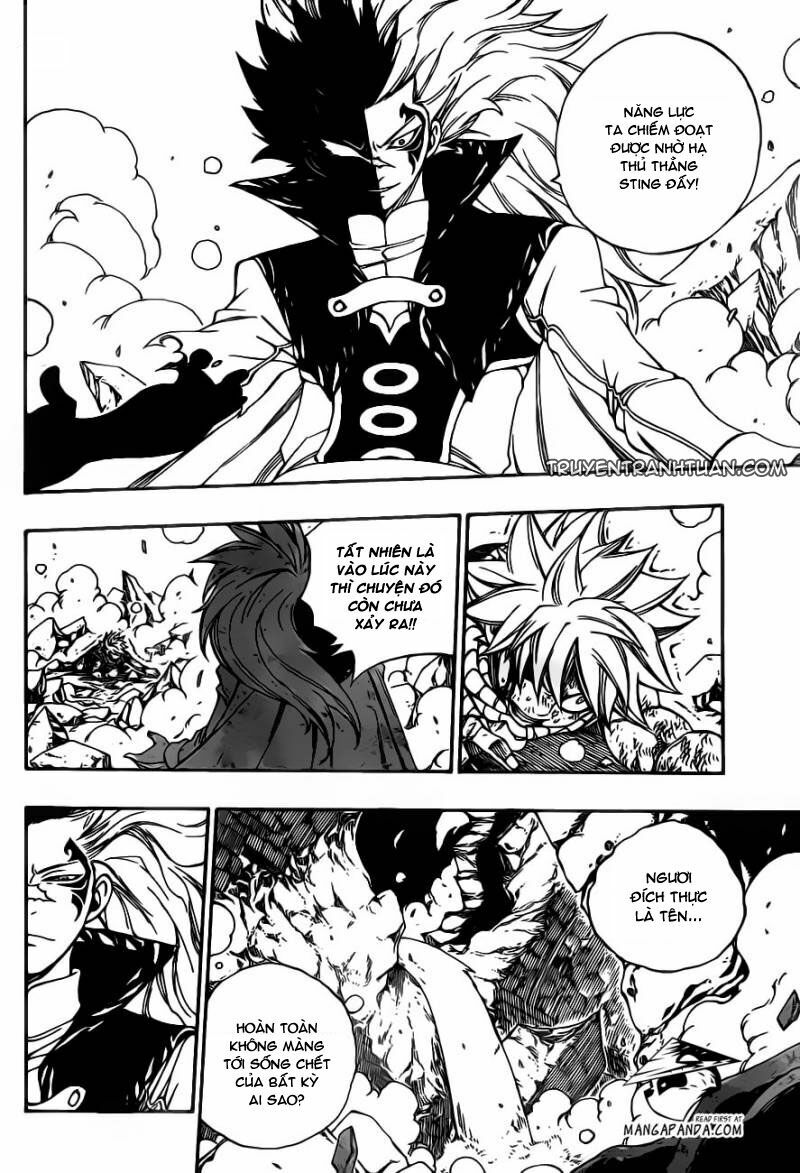 NĂNG LỰC
TA CHIẾM ĐOẠT
ĐƯỢC NHỜ HẠ
THỦ THẰNG
STING ĐẤY!
TRUYENTRANHTUAN.COM
TẤT NHIÊN LÀ
VÀO LÚC NÀY
THÌ CHUYỆN ĐÓ
CÒN CHƯA
XẢY RA!!
NGƯƠI
ĐÍCH THỰC
LÀ TÊN...
HOÀN TOÀN
KHÔNG MÀNG
TỚI SỐNG CHẾT
CỦA BẤT KỲ
AI SAO?
READ FIRST AT
MANGAPANDA.COM